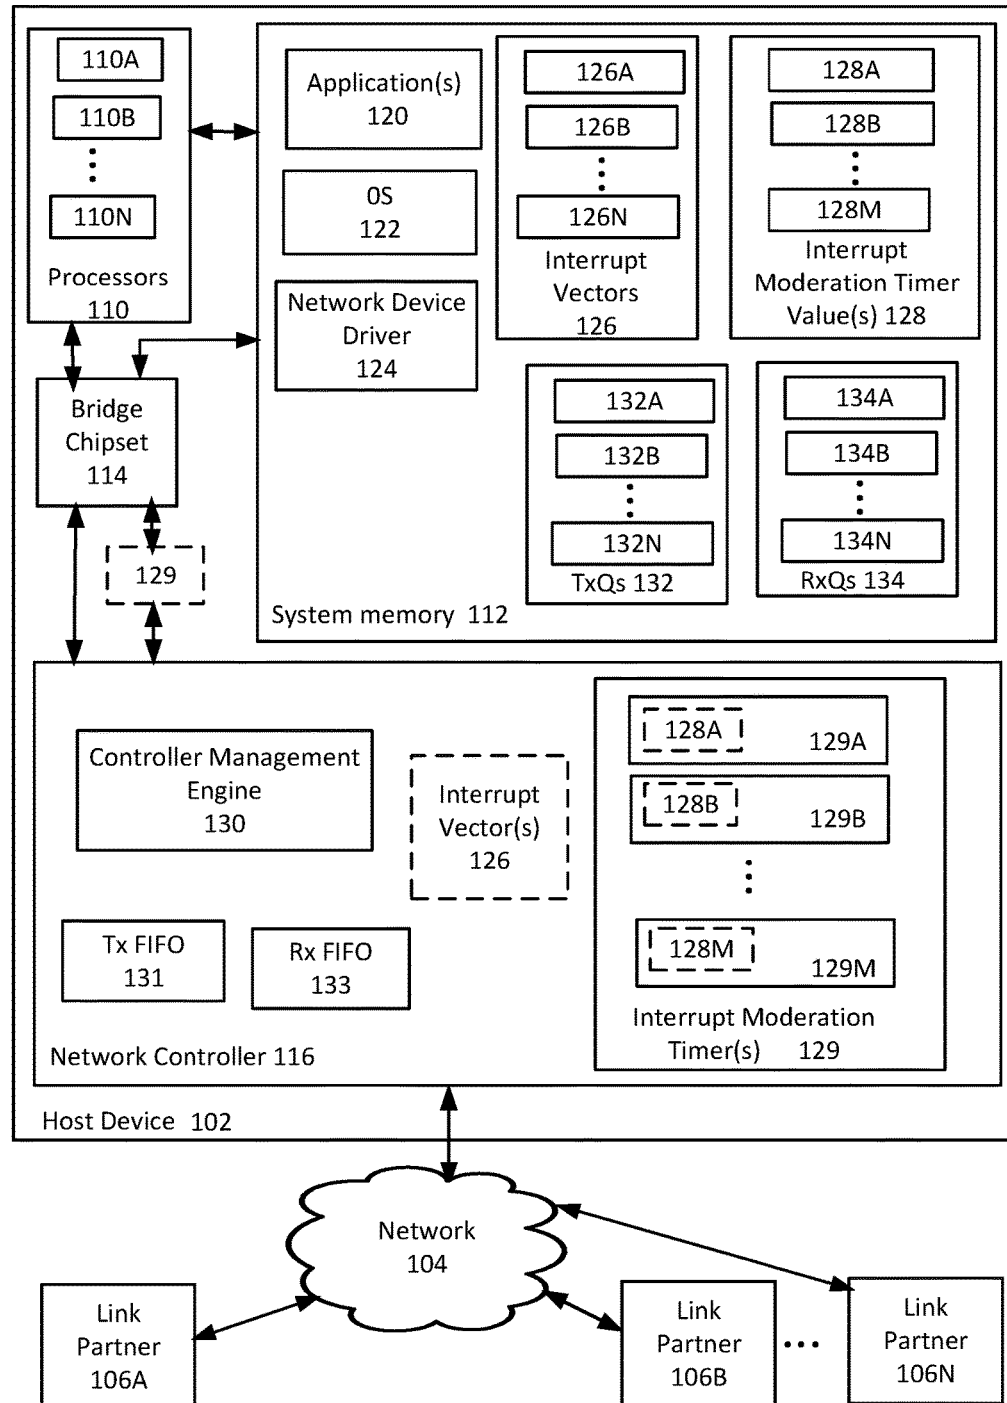 110A
110B
110N
Processors
110
Application(s)
120
OS
122
Network Device
Driver
124
126A
126B
126N
Interrupt
Vectors
126
128A
128B
128M
Interrupt
Moderation Timer
Value(s) 128
Bridge
Chipset
114
129
132A
132B
132N
TxQs 132
134A
134B
134N
RxQs 134
System memory 112
Controller Management
Engine
130
Interrupt
Vector(s)
126
128A
129A
128B
129B
128M
129M
Interrupt Moderation
Timer(s) 129
Tx FIFO
131
Rx FIFO
133
Network Controller 116
Host Device 102
Network
104
Link
Partner
106A
Link
Partner
106B
Link
Partner
106N